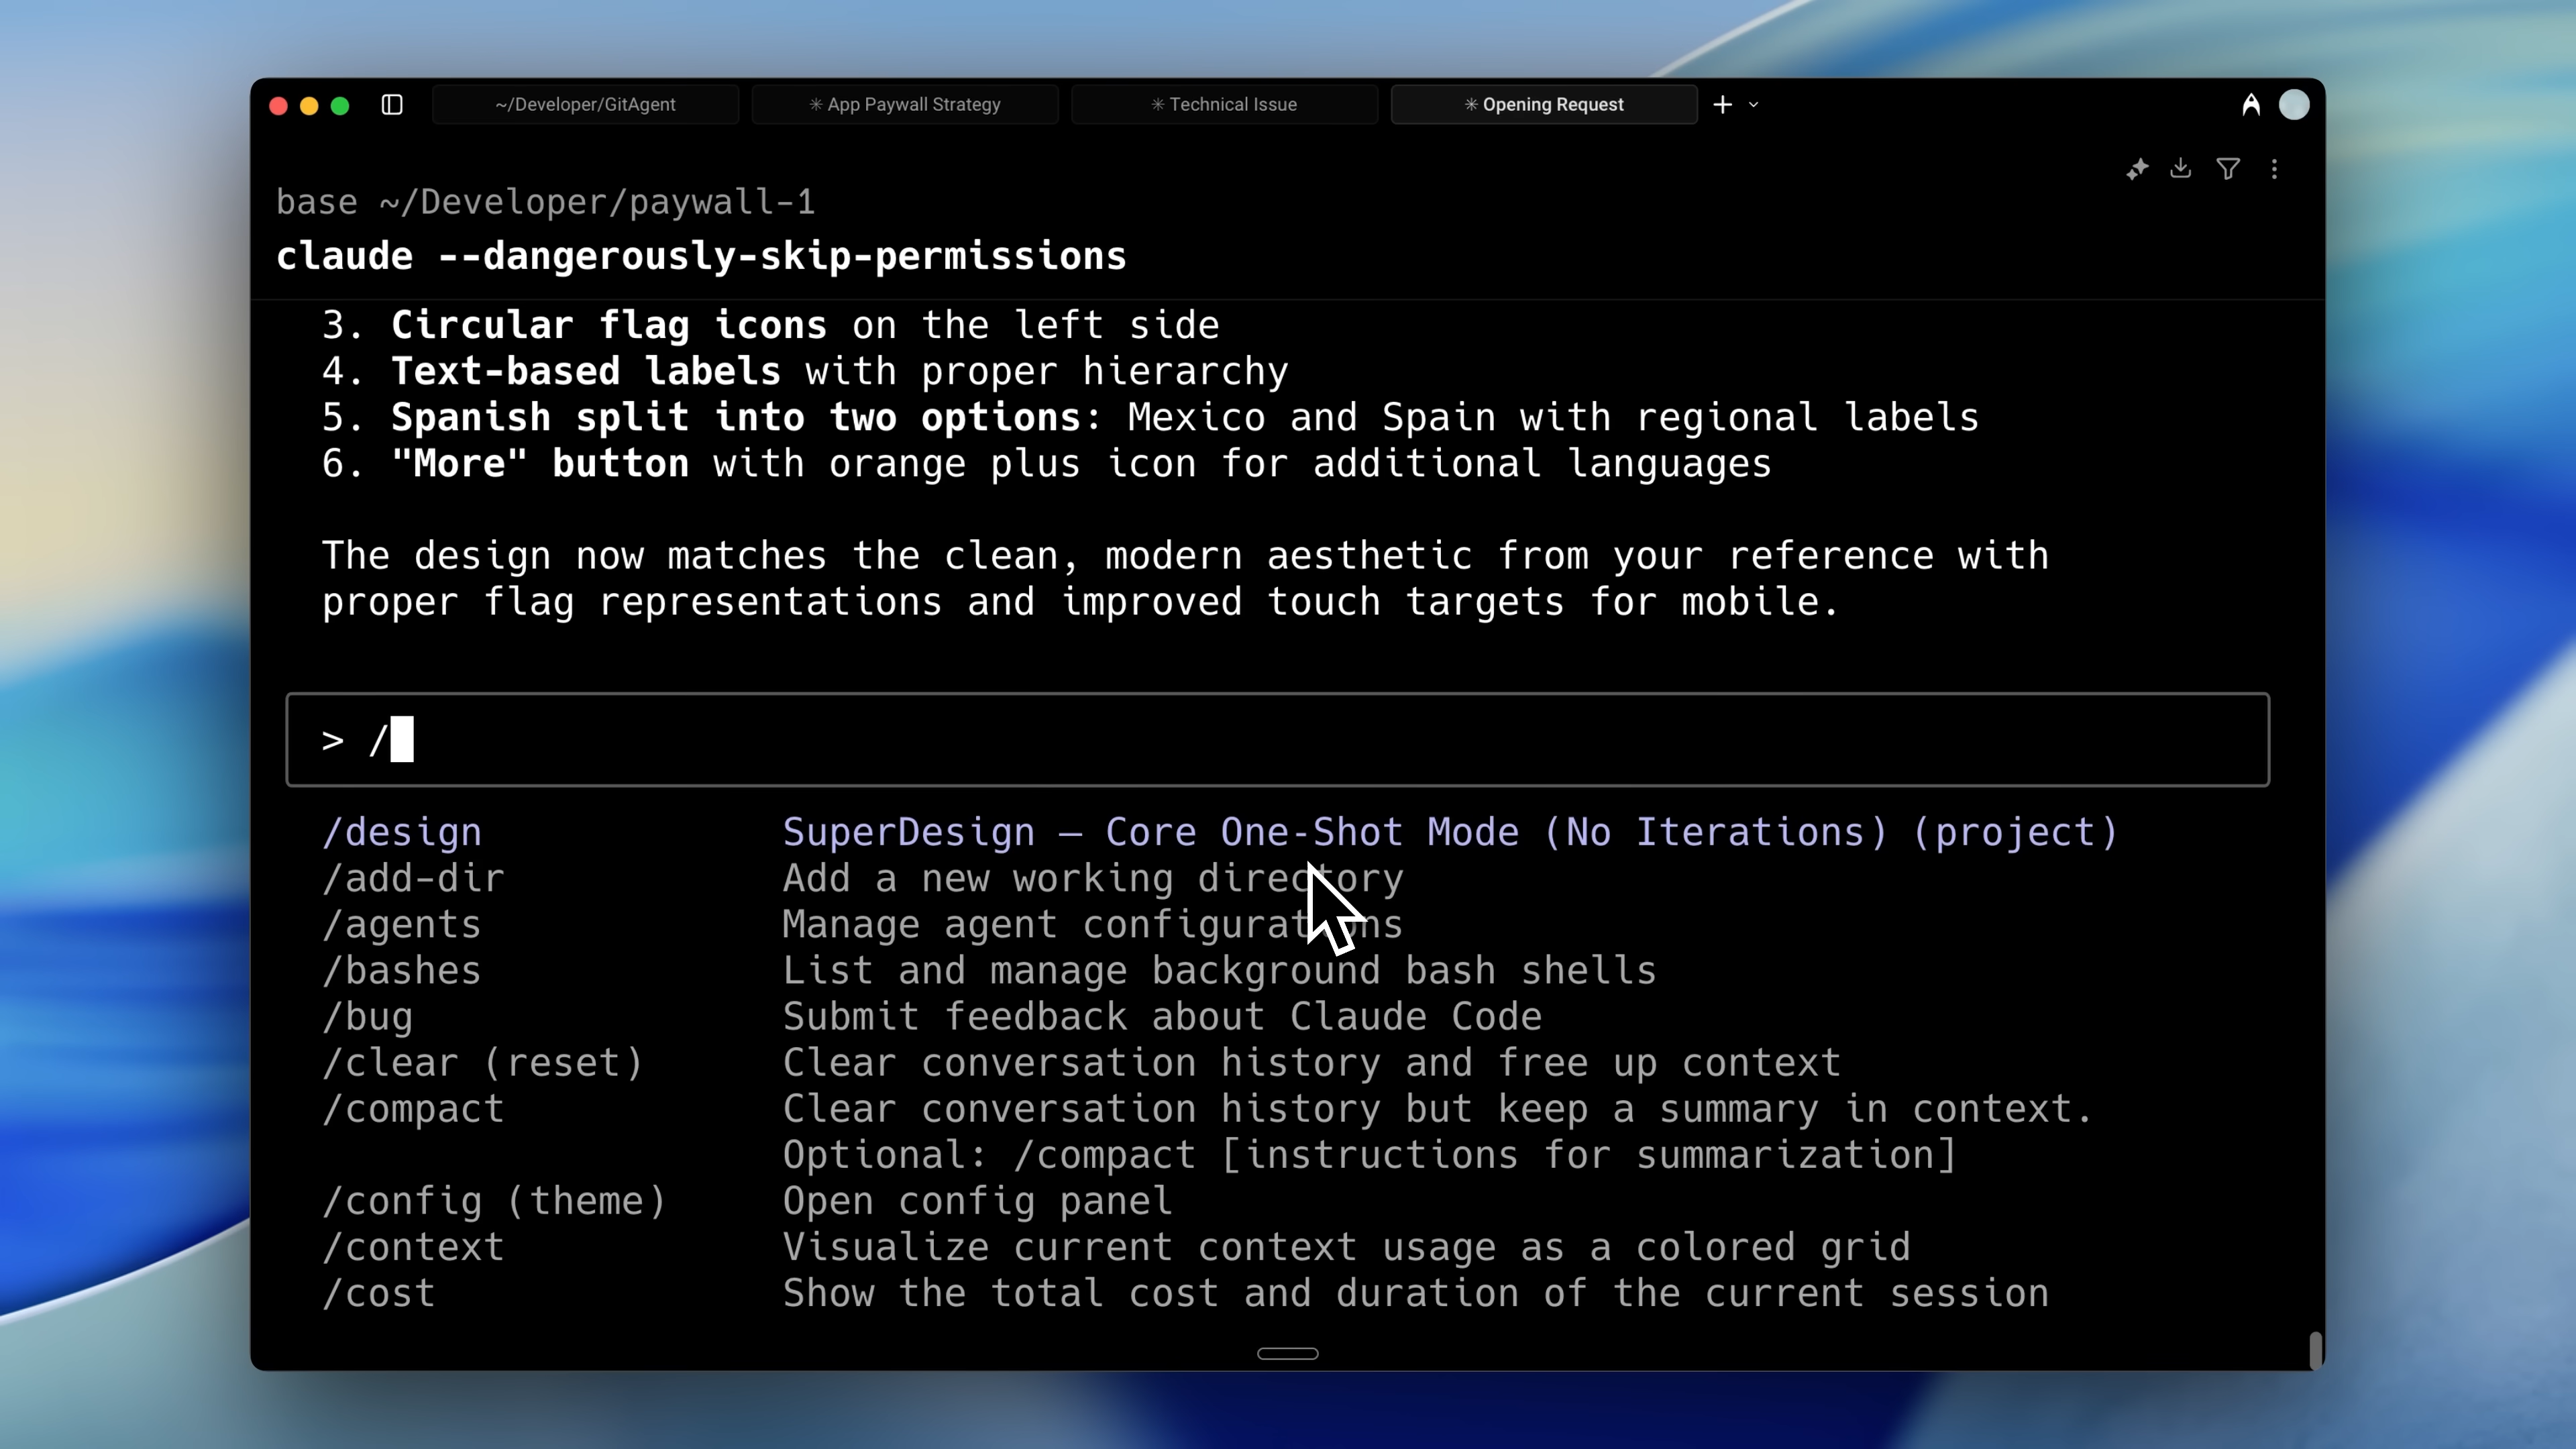 ~/Developer/GitAgent
✳ App Paywall Strategy
✳ Technical Issue
✳ Opening Request
base ~/Developer/paywall-1
claude --dangerously-skip-permissions
3. Circular flag icons on the left side
4. Text-based labels with proper hierarchy
5. Spanish split into two options: Mexico and Spain with regional labels
6. "More" button with orange plus icon for additional languages
The design now matches the clean, modern aesthetic from your reference with
proper flag representations and improved touch targets for mobile.
> /
/design SuperDesign — Core One-Shot Mode (No Iterations) (project)
/add-dir Add a new working directory
/agents Manage agent configurations
/bashes List and manage background bash shells
/bug Submit feedback about Claude Code
/clear (reset) Clear conversation history and free up context
/compact Clear conversation history but keep a summary in context.
Optional: /compact [instructions for summarization]
/config (theme) Open config panel
/context Visualize current context usage as a colored grid
/cost Show the total cost and duration of the current session